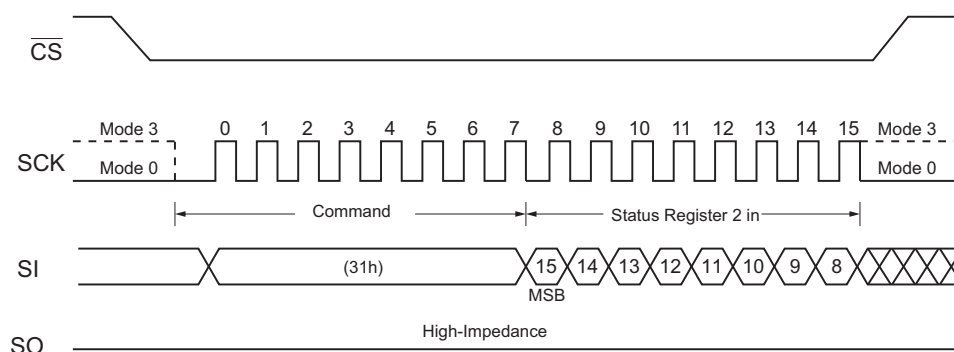 CS
Mode 3
0 1 2 3 4 5 6 7 8 9 10 11 12 13 14 15
Mode 3
SCK
Mode 0
Mode 0
Command
Status Register 2 in
SI
(31h)
15 14 13 12 11 10 9 8
MSB
High-Impedance
SO